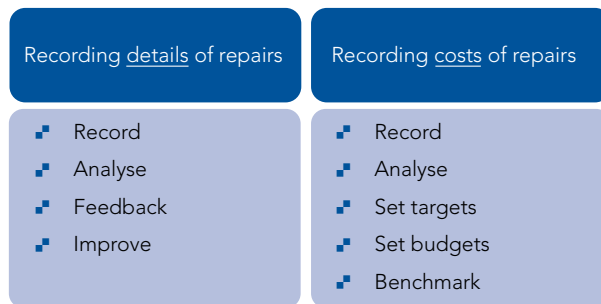 Recording details of repairs
Record
Analyse
Feedback
Improve
Recording costs of repairs
Record
Analyse
Set targets
Set budgets
Benchmark